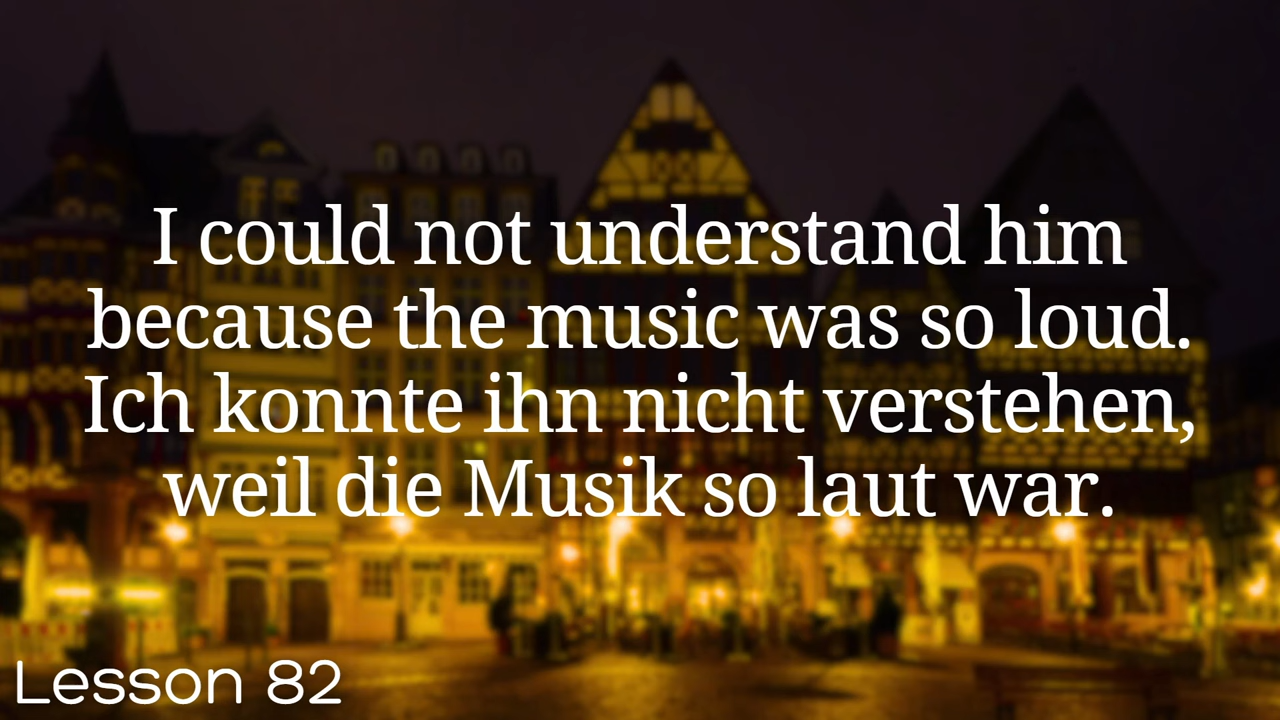 I could not understand him
because the music was so loud.
Ich konnte ihn nicht verstehen,
weil die Musik so laut war.
Lesson 82